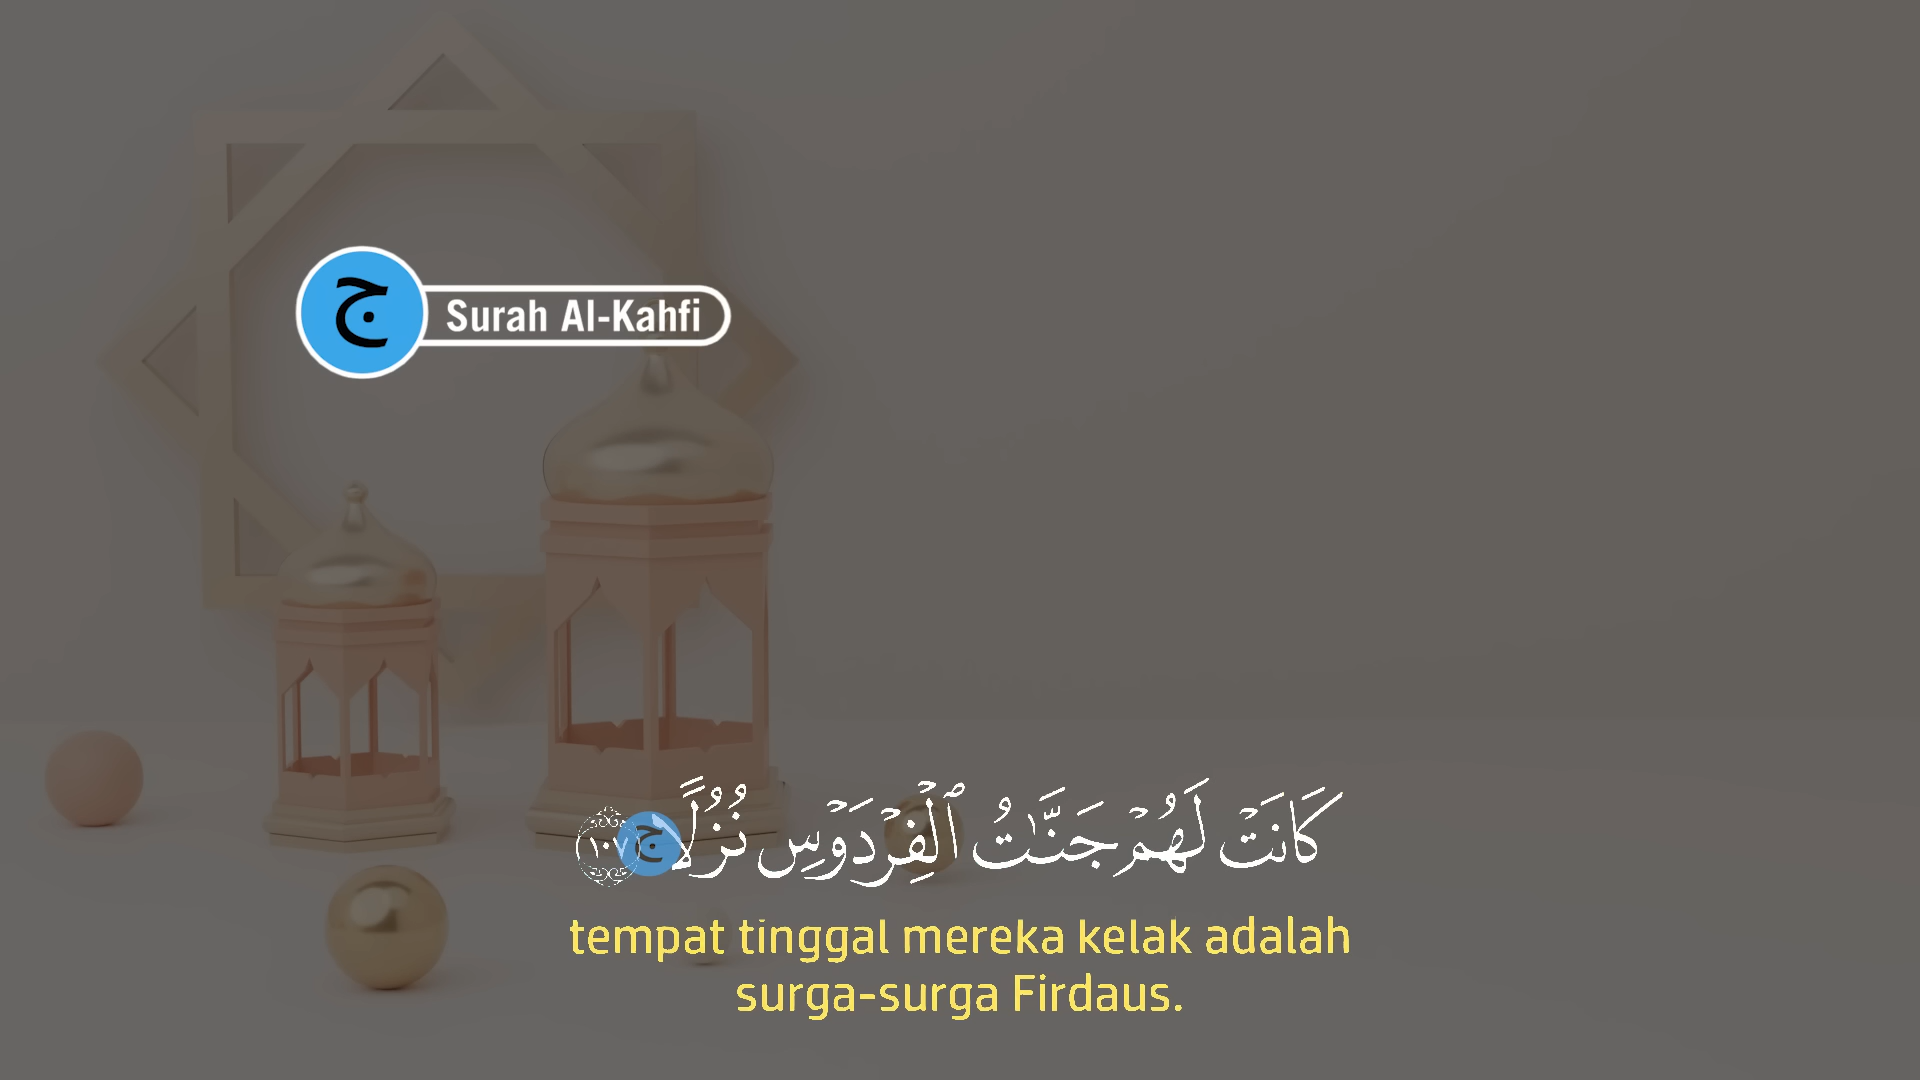 ج
Surah Al-Kahfi
كَانَتْ لَهُمْ جَنَّـٰتُ ٱلْفِرْدَوْسِ نُزُلًا ج ١٠٧
tempat tinggal mereka kelak adalah
surga-surga Firdaus.